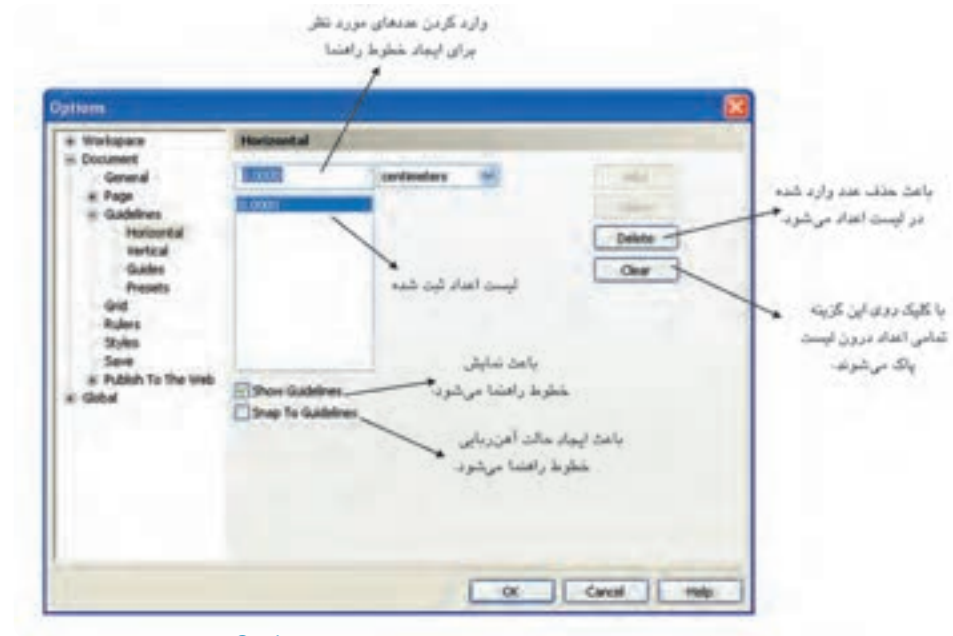 وارد کردن عددهای مورد نظر
برای ایجاد خطوط راهنما
Options
Workspace
Document
General
Page
Guidelines
Horizontal
Vertical
Guides
Presets
Grid
Rulers
Styles
Save
Publish To The Web
Global
Horizontal
centimeters
0.0000
لیست اعداد ثبت شده
Delete
Clear
باعث حذف عدد وارد شده
در لیست اعداد می‌شود.
با کلیک روی این گزینه
تمامی اعداد درون لیست
پاک می‌شوند.
Show Guidelines
باعث نمایش
خطوط راهنما می‌شود.
Snap To Guidelines
باعث ایجاد حالت آهن‌ربایی
خطوط راهنما می‌شود.
OK
Cancel
Help